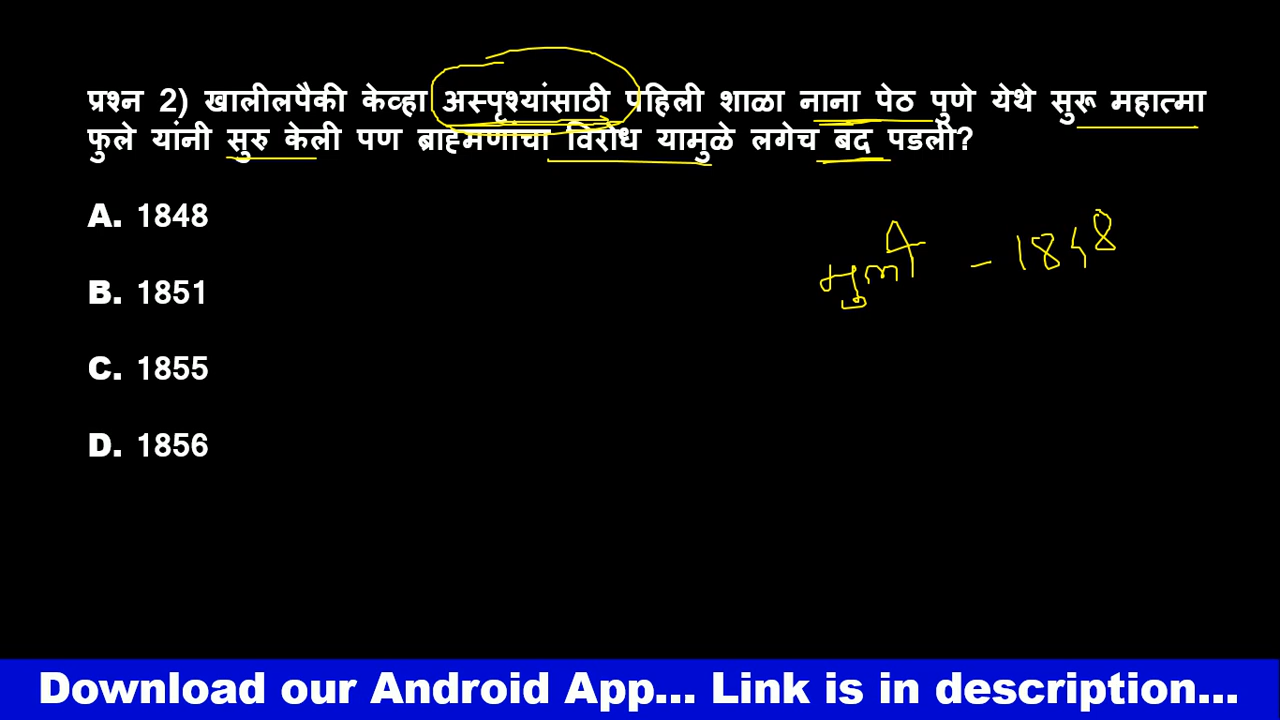 प्रश्न 2) खालीलपैकी केव्हा अस्पृश्यांसाठी पहिली शाळा नाना पेठ पुणे येथे सुरू महात्मा
फुले यांनी सुरु केली पण ब्राह्मणांचा विरोध यामुळे लगेच बंद पडली?
A. 1848
मुली - 1848
B. 1851
C. 1855
D. 1856
Download our Android App... Link is in description...